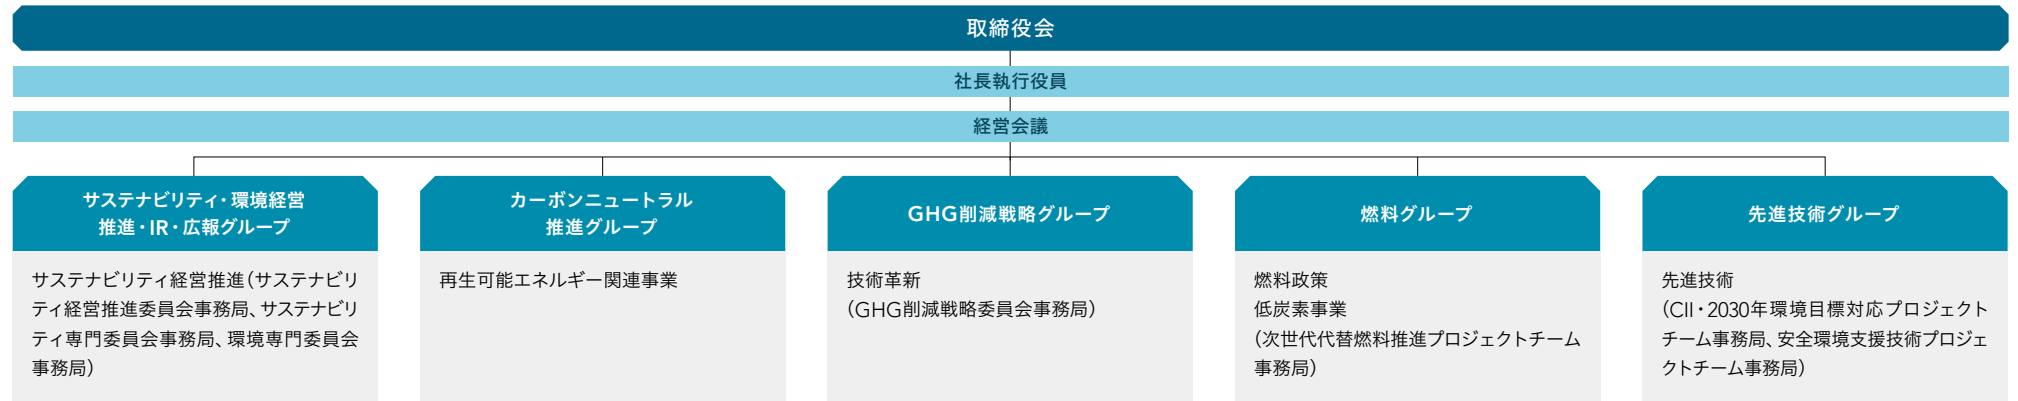 取締役会
社長執行役員
経営会議
サステナビリティ・環境経営
推進・IR・広報グループ
サステナビリティ経営推進（サステナビリ
ティ経営推進委員会事務局、サステナビリ
ティ専門委員会事務局、環境専門委員会
事務局）
カーボンニュートラル
推進グループ
再生可能エネルギー関連事業
GHG削減戦略グループ
技術革新
（GHG削減戦略委員会事務局）
燃料グループ
燃料政策
低炭素事業
（次世代代替燃料推進プロジェクトチーム
事務局）
先進技術グループ
先進技術
（CII・2030年環境目標対応プロジェクト
チーム事務局、安全環境支援技術プロジェ
クトチーム事務局）